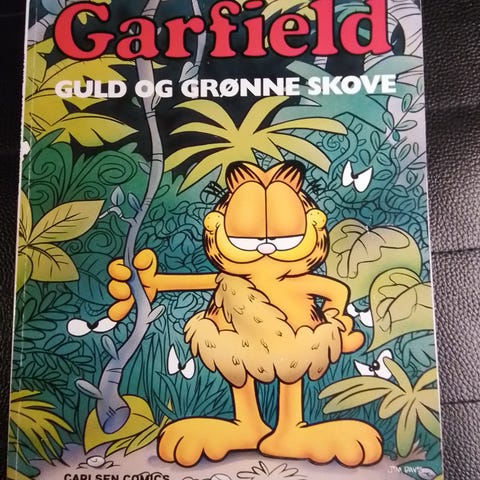 Garfield
GULD OG GRØNNE SKOVE
JIM DAVIS
CARLSEN COMICS